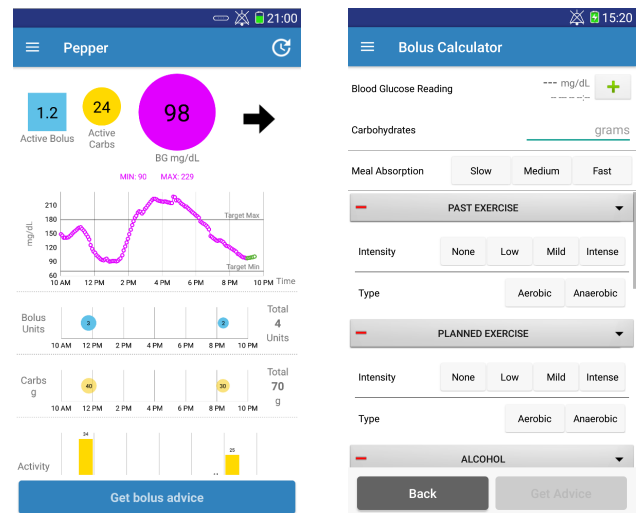 21:00
Pepper
1.2
24
98
Active Bolus
Active
Carbs
BG mg/dL
MIN: 90 MAX: 229
mg/dL
210
180
150
120
90
60
Target Max
Target Min
10 AM 12 PM 2 PM 4 PM 6 PM 8 PM 10 PM Time
Bolus
Units
3
2
10 AM 12 PM 2 PM 4 PM 6 PM 8 PM 10 PM
Total
4
Units
Carbs
g
40
30
10 AM 12 PM 2 PM 4 PM 6 PM 8 PM 10 PM
Total
70
g
Activity
34
25
Get bolus advice
15:20
Bolus Calculator
Blood Glucose Reading
--- mg/dL
+
Carbohydrates
grams
Meal Absorption Slow Medium Fast
PAST EXERCISE
Intensity None Low Mild Intense
Type Aerobic Anaerobic
PLANNED EXERCISE
Intensity None Low Mild Intense
Type Aerobic Anaerobic
ALCOHOL
Back Get Advice